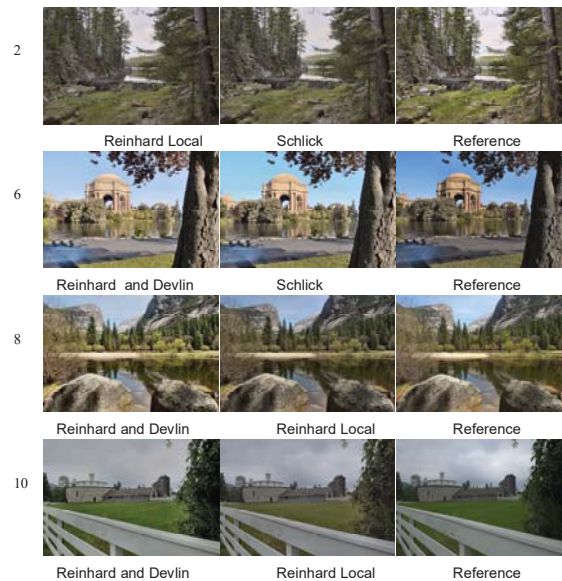 2
Reinhard Local Schlick Reference
6
Reinhard and Devlin Schlick Reference
8
Reinhard and Devlin Reinhard Local Reference
10
Reinhard and Devlin Reinhard Local Reference